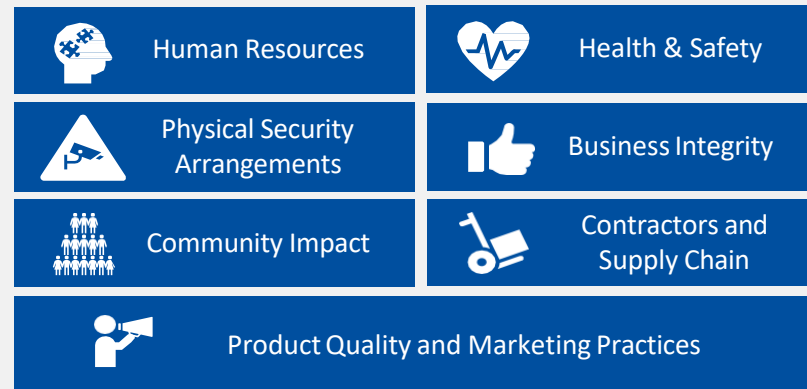 Human Resources
Health & Safety
Physical Security
Arrangements
Business Integrity
Community Impact
Contractors and
Supply Chain
Product Quality and Marketing Practices